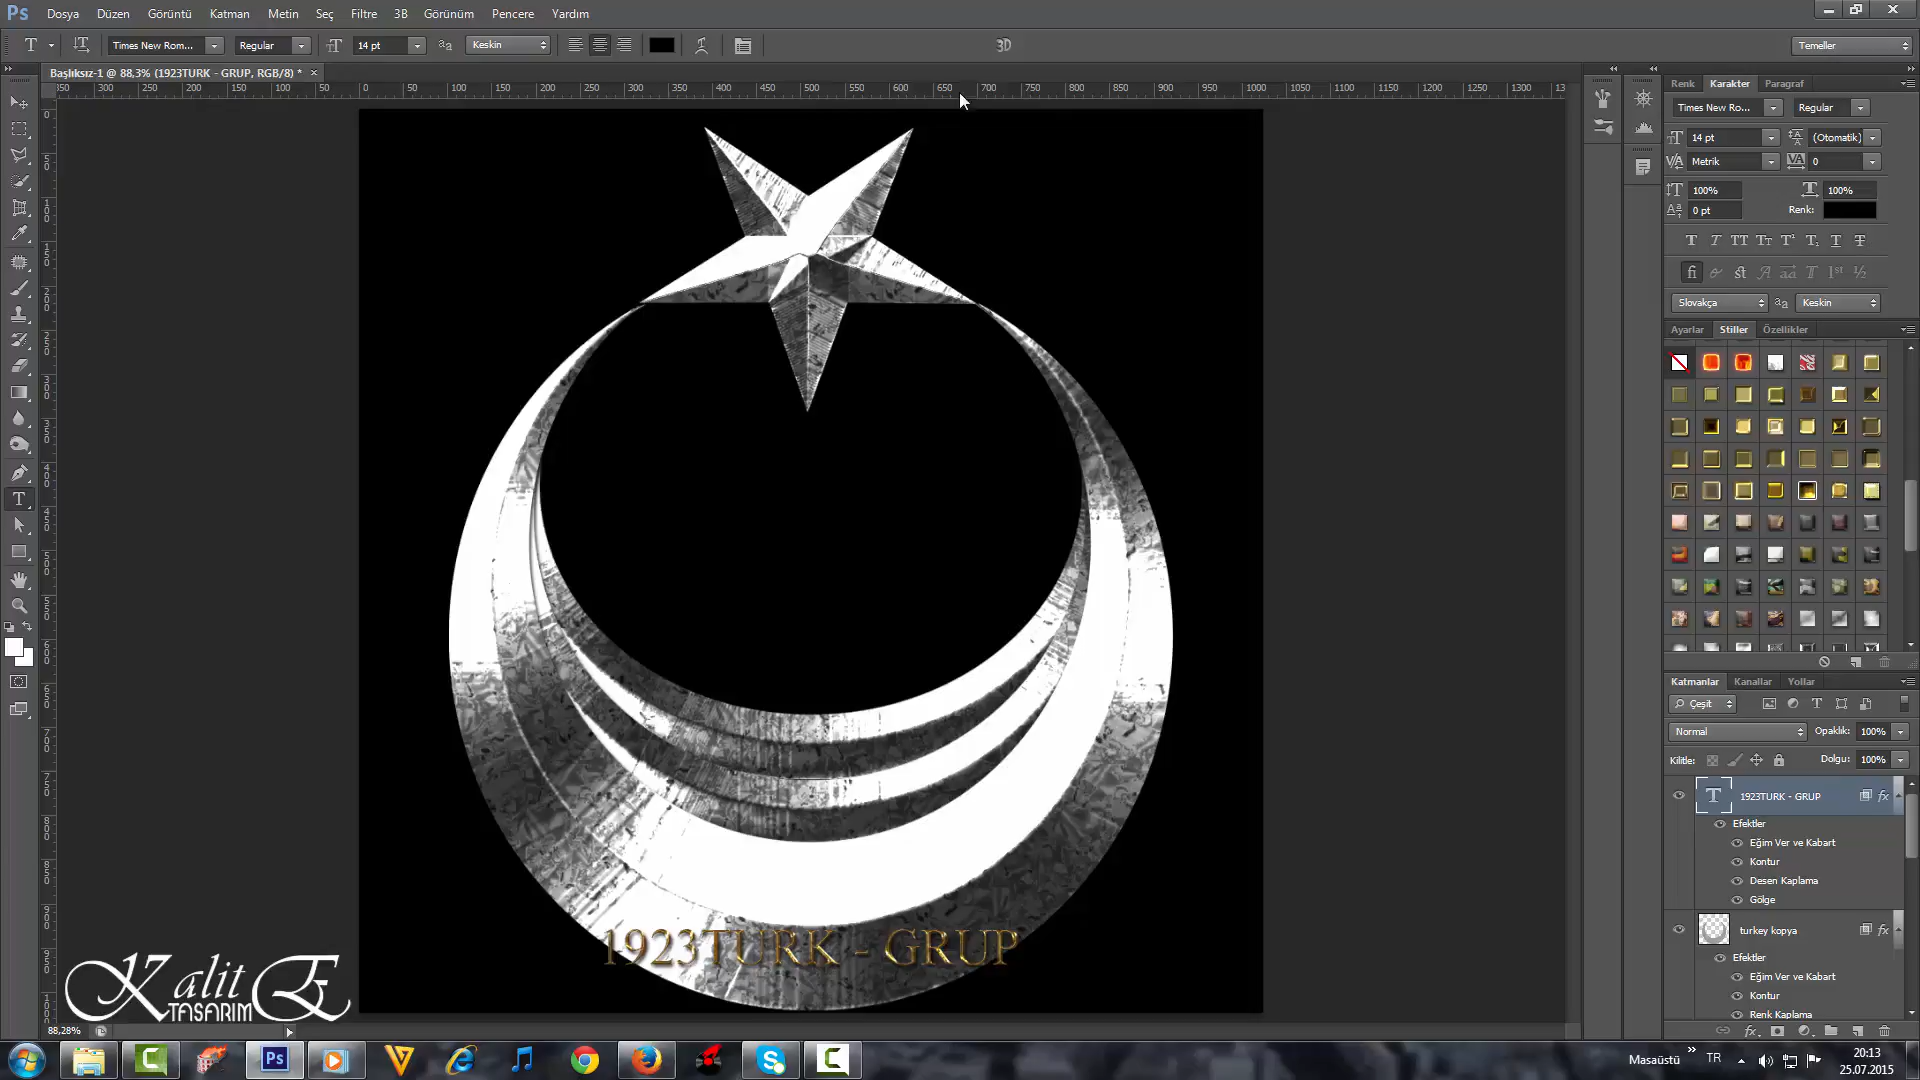 Ps Dosya Düzen Görüntü Katman Metin Seç Filtre 3B Görünüm Pencere Yardım
Times New Rom... Regular 14 pt Keskin 3D Temeller
Başlıksız-1 @ 88,3% (1923TURK - GRUP, RGB/8) *
Renk Karakter Paragraf
Times New Ro... Regular
14 pt (Otomatik)
Metrik 0
100% 100%
0 pt Renk:
Slovakça Keskin
Ayarlar Stiller Özellikler
Katmanlar Kanallar Yollar
Çeşit
Normal Opaklık: 100%
Kilitle: Dolgu: 100%
1923TURK - GRUP fx
Efektler
Eğim Ver ve Kabart
Kontur
Desen Kaplama
Gölge
turkey kopya fx
Efektler
Eğim Ver ve Kabart
Kontur
Renk Kaplama
1923TURK - GRUP
Kalite
TASARIM
88,28%
Masaüstü TR 20:13
25.07.2015